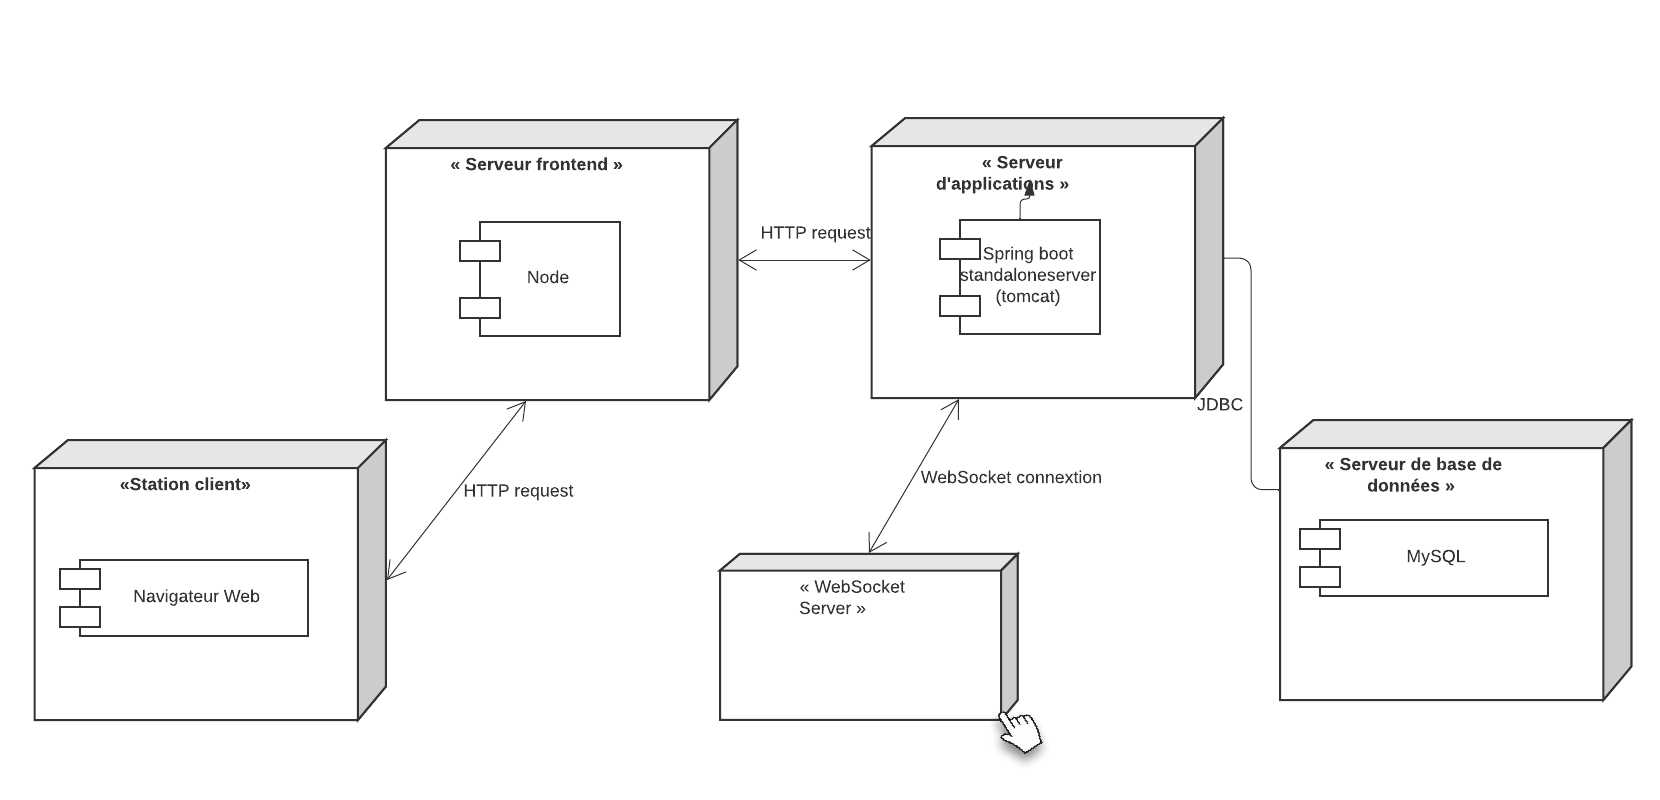 « Serveur frontend »
Node
HTTP request
« Serveur
d'applications »
Spring boot
standaloneserver
(tomcat)
JDBC
«Station client»
Navigateur Web
HTTP request
WebSocket connextion
« WebSocket
Server »
« Serveur de base de
données »
MySQL